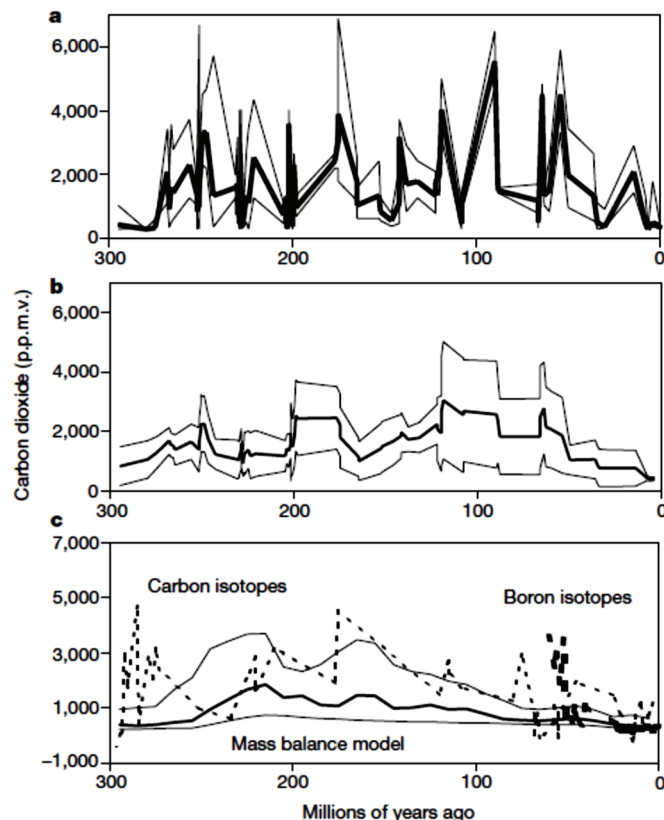 a
6,000
4,000
2,000
0
300 200 100 0
b
6,000
4,000
2,000
0
300 200 100 0
Carbon dioxide (p.p.m.v.)
c
7,000
5,000
3,000
1,000
−1,000
Carbon isotopes
Boron isotopes
Mass balance model
300 200 100 0
Millions of years ago